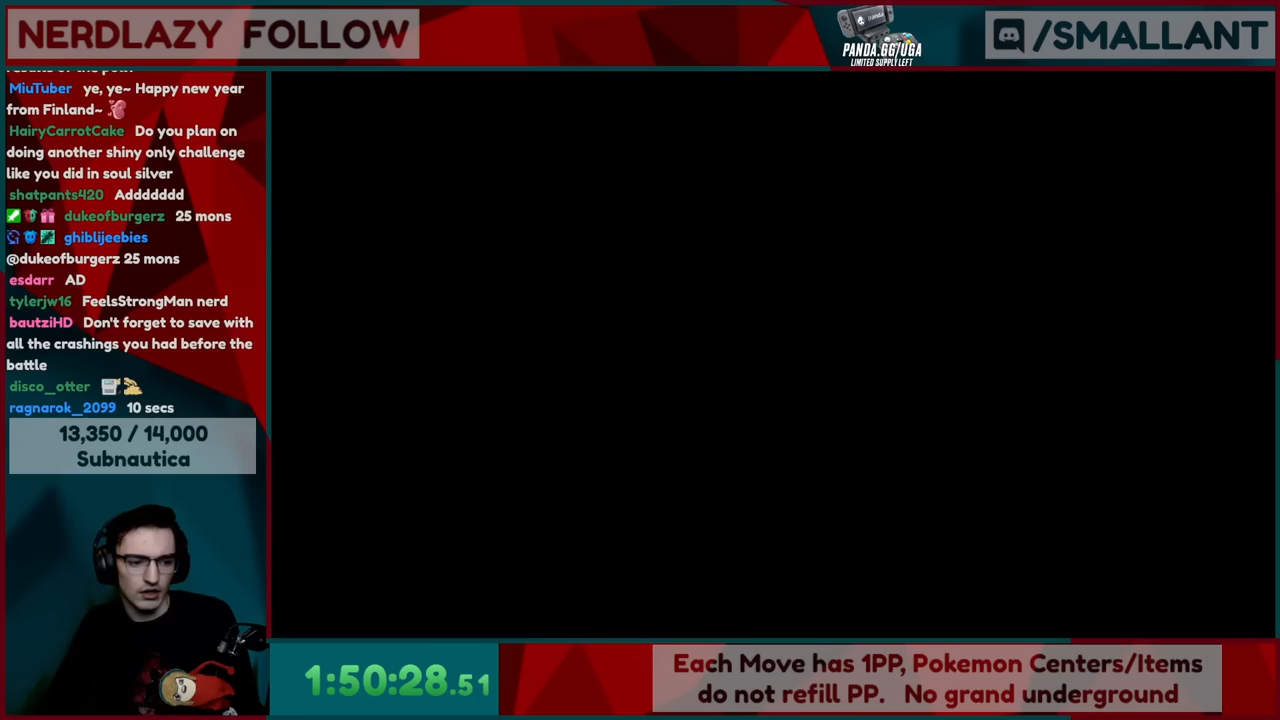 NERDLAZY FOLLOW
PANDA.GG/UGA
LIMITED SUPPLY LEFT
/SMALLANT
MiuTuber ye, ye~ Happy new year
from Finland~
HairyCarrotCake Do you plan on
doing another shiny only challenge
like you did in soul silver
shatpants420 Adddddddd
dukeofburgerz 25 mons
ghiblijeebies
@dukeofburgerz 25 mons
esdarr AD
tylerjw16 FeelsStrongMan nerd
bautziHD Don't forget to save with
all the crashings you had before the
battle
disco_otter
ragnarok_2099 10 secs
13,350 / 14,000
Subnautica
1:50:28.51
Each Move has 1PP, Pokemon Centers/Items
do not refill PP. No grand underground